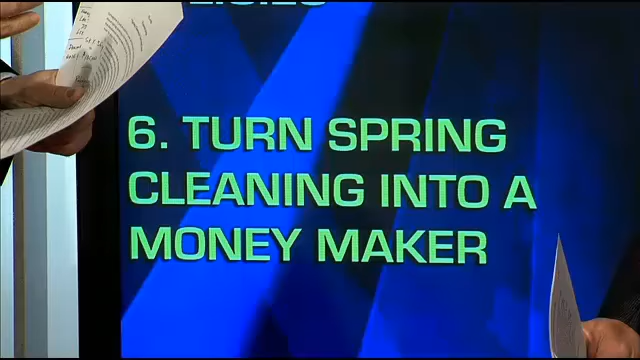 6. TURN SPRING
CLEANING INTO A
MONEY MAKER